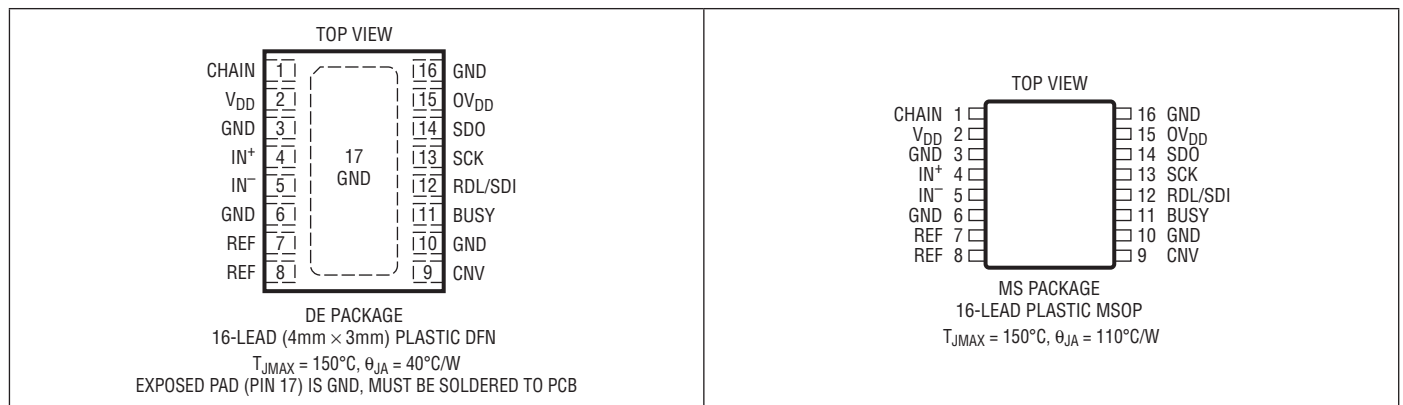 TOP VIEW
CHAIN 1 16 GND
VDD 2 15 OVDD
GND 3 14 SDO
IN+ 4 13 SCK
IN– 5 12 RDL/SDI
GND 6 11 BUSY
REF 7 10 GND
REF 8 9 CNV
17
GND
DE PACKAGE
16-LEAD (4mm × 3mm) PLASTIC DFN
TJMAX = 150°C, θJA = 40°C/W
EXPOSED PAD (PIN 17) IS GND, MUST BE SOLDERED TO PCB
TOP VIEW
CHAIN 1 16 GND
VDD 2 15 OVDD
GND 3 14 SDO
IN+ 4 13 SCK
IN– 5 12 RDL/SDI
GND 6 11 BUSY
REF 7 10 GND
REF 8 9 CNV
MS PACKAGE
16-LEAD PLASTIC MSOP
TJMAX = 150°C, θJA = 110°C/W